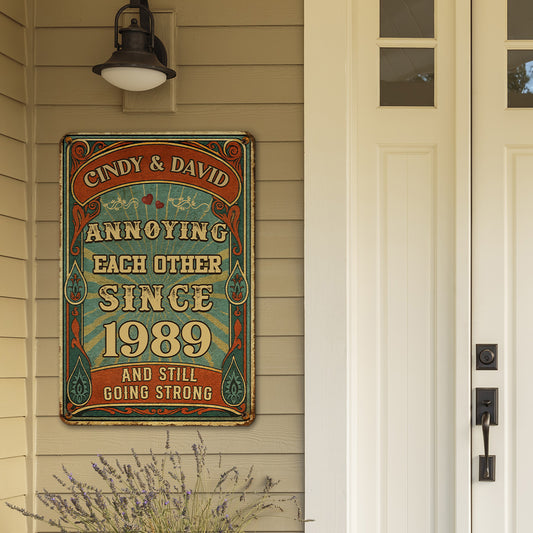 CINDY & DAVID
ANNOYING
EACH OTHER
SINCE
1989
AND STILL
GOING STRONG